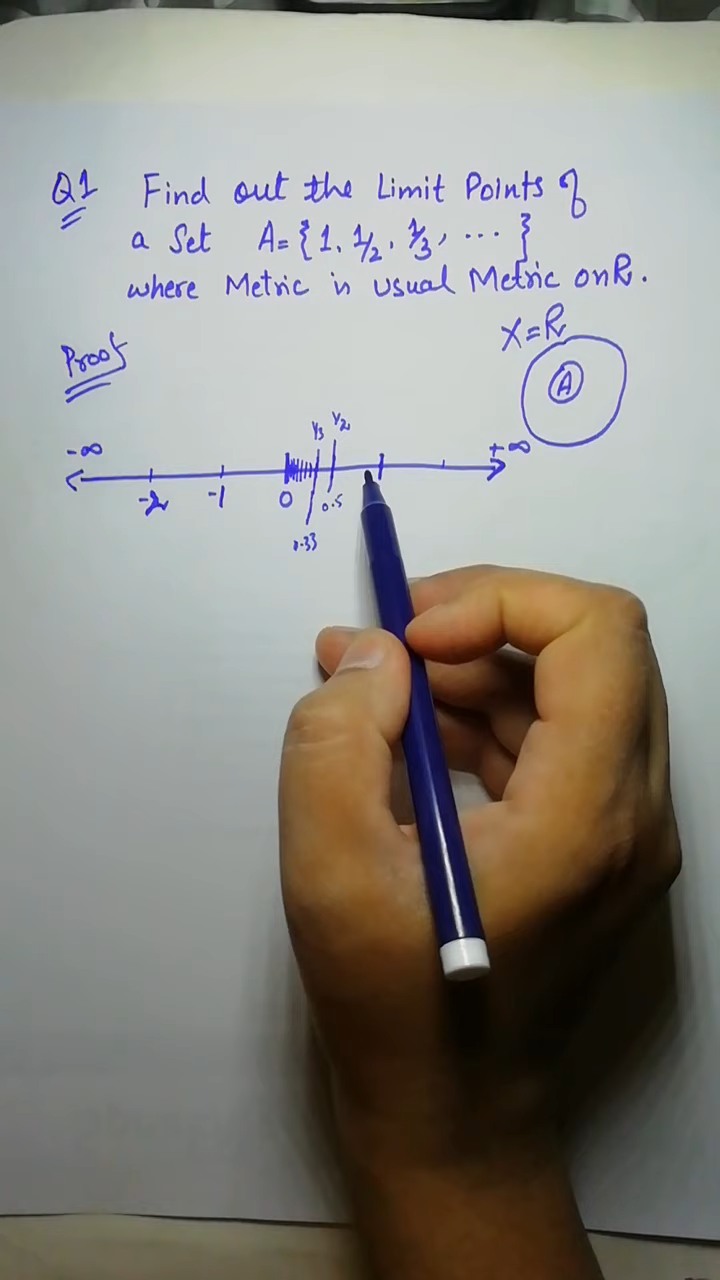 Q1 Find out the Limit Points of
a Set A={1, 1/2, 1/3, ... }
where Metric is usual Metric on R.
X=R
Proof
A
1/3 1/2
-∞ +∞
-2 -1 0 0.5
0.33